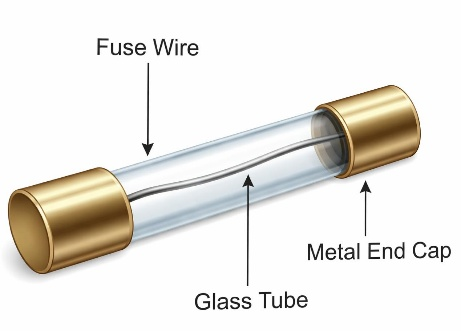 Fuse Wire
Metal End Cap
Glass Tube